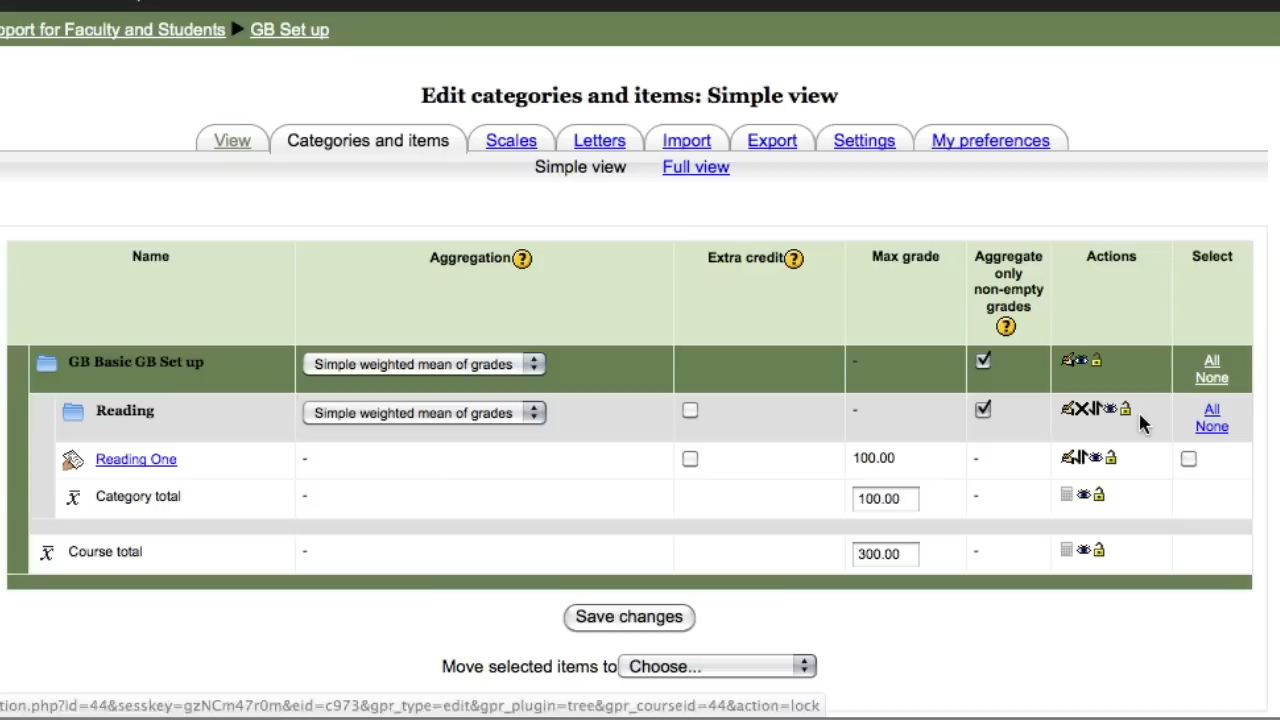 pport for Faculty and Students ▶ GB Set up
Edit categories and items: Simple view
View Categories and items Scales Letters Import Export Settings My preferences
Simple view Full view
Name Aggregation ? Extra credit ? Max grade Aggregate only non-empty grades ? Actions Select
GB Basic GB Set up Simple weighted mean of grades - All None
Reading Simple weighted mean of grades - All None
Reading One - 100.00 -
x̄ Category total - 100.00 -
x̄ Course total - 300.00 -
Save changes
Move selected items to Choose...
tion.php?id=44&sesskey=gzNCm47r0m&eid=c973&gpr_type=edit&gpr_plugin=tree&gpr_courseid=44&action=lock